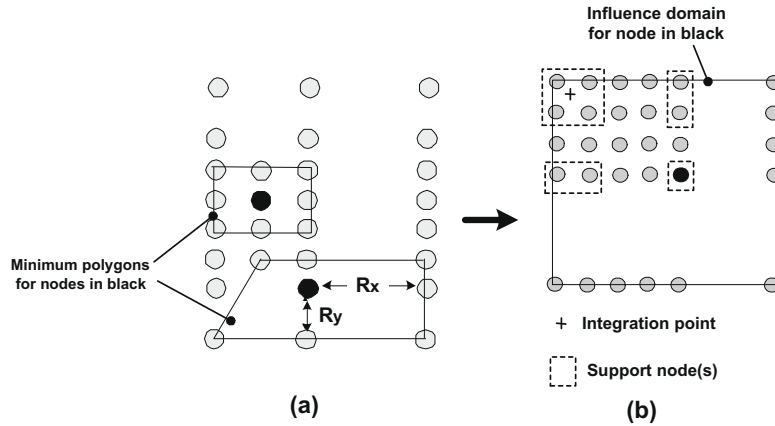 Influence domain
for node in black
Minimum polygons
for nodes in black
Rx
Ry
+ Integration point
Support node(s)
(a)
(b)